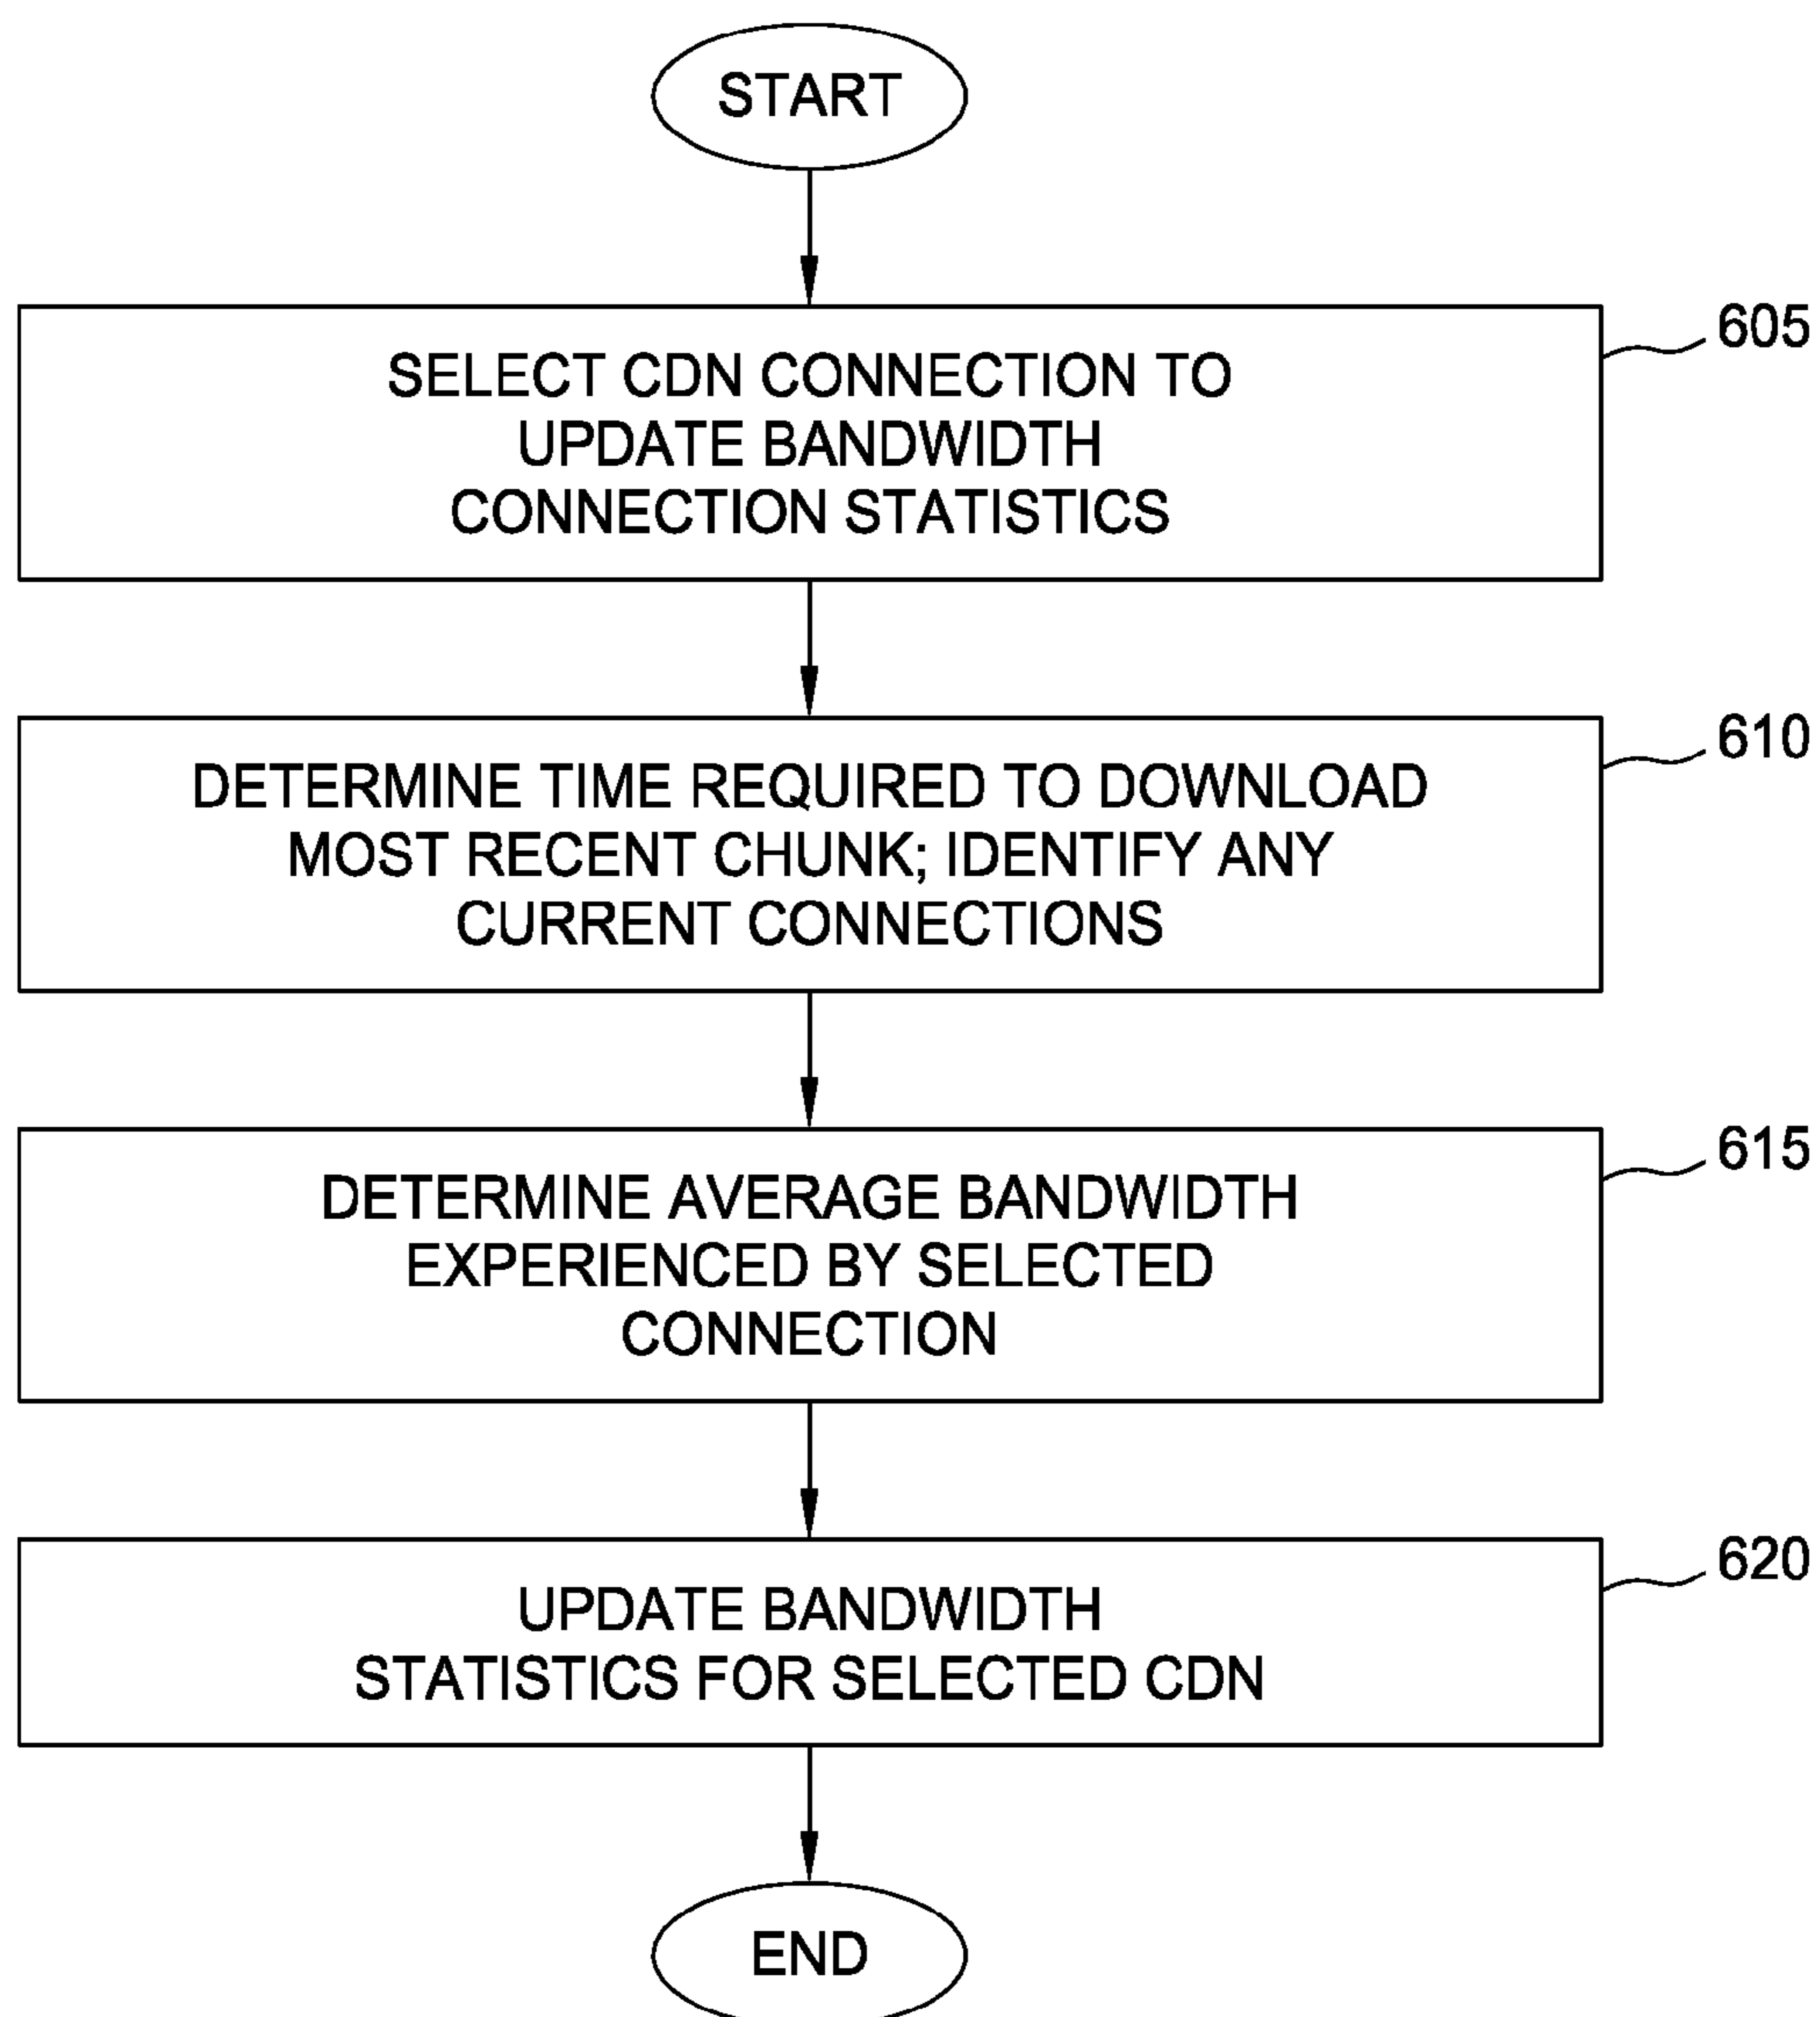 START
605
SELECT CDN CONNECTION TO
UPDATE BANDWIDTH
CONNECTION STATISTICS
610
DETERMINE TIME REQUIRED TO DOWNLOAD
MOST RECENT CHUNK; IDENTIFY ANY
CURRENT CONNECTIONS
615
DETERMINE AVERAGE BANDWIDTH
EXPERIENCED BY SELECTED
CONNECTION
620
UPDATE BANDWIDTH
STATISTICS FOR SELECTED CDN
END